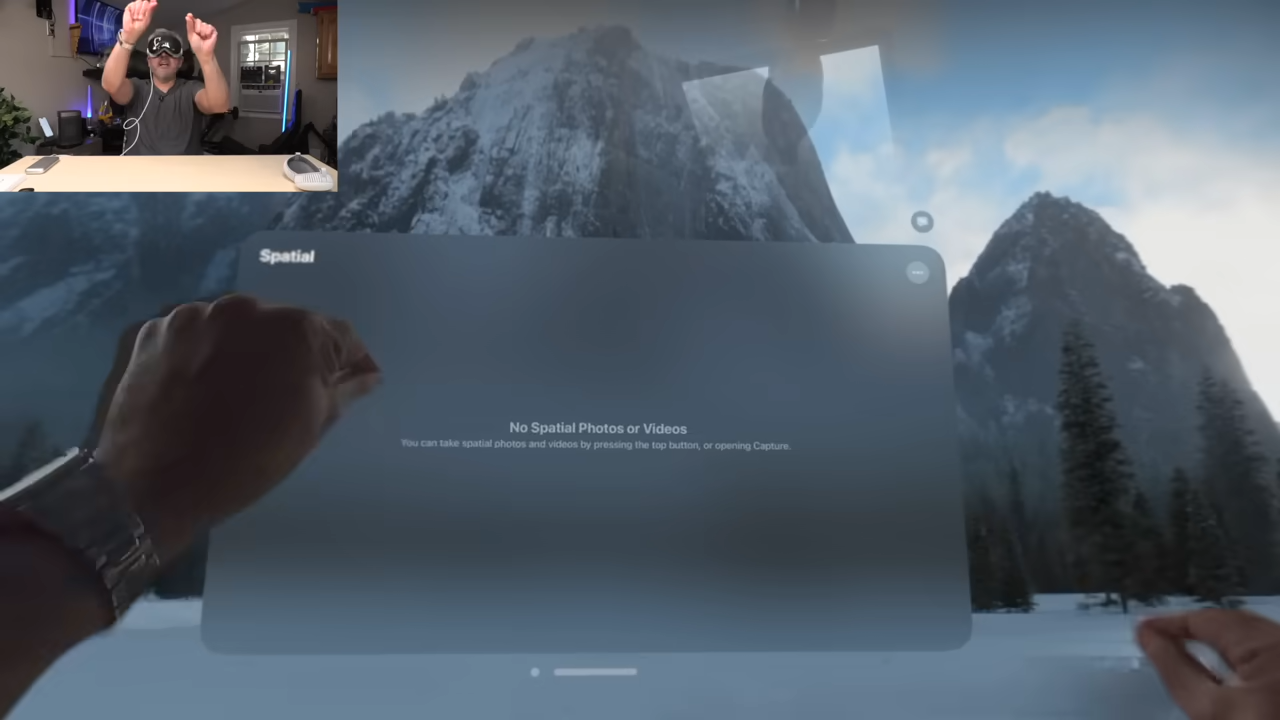 Spatial
No Spatial Photos or Videos
You can take spatial photos and videos by pressing the top button, or opening Capture.